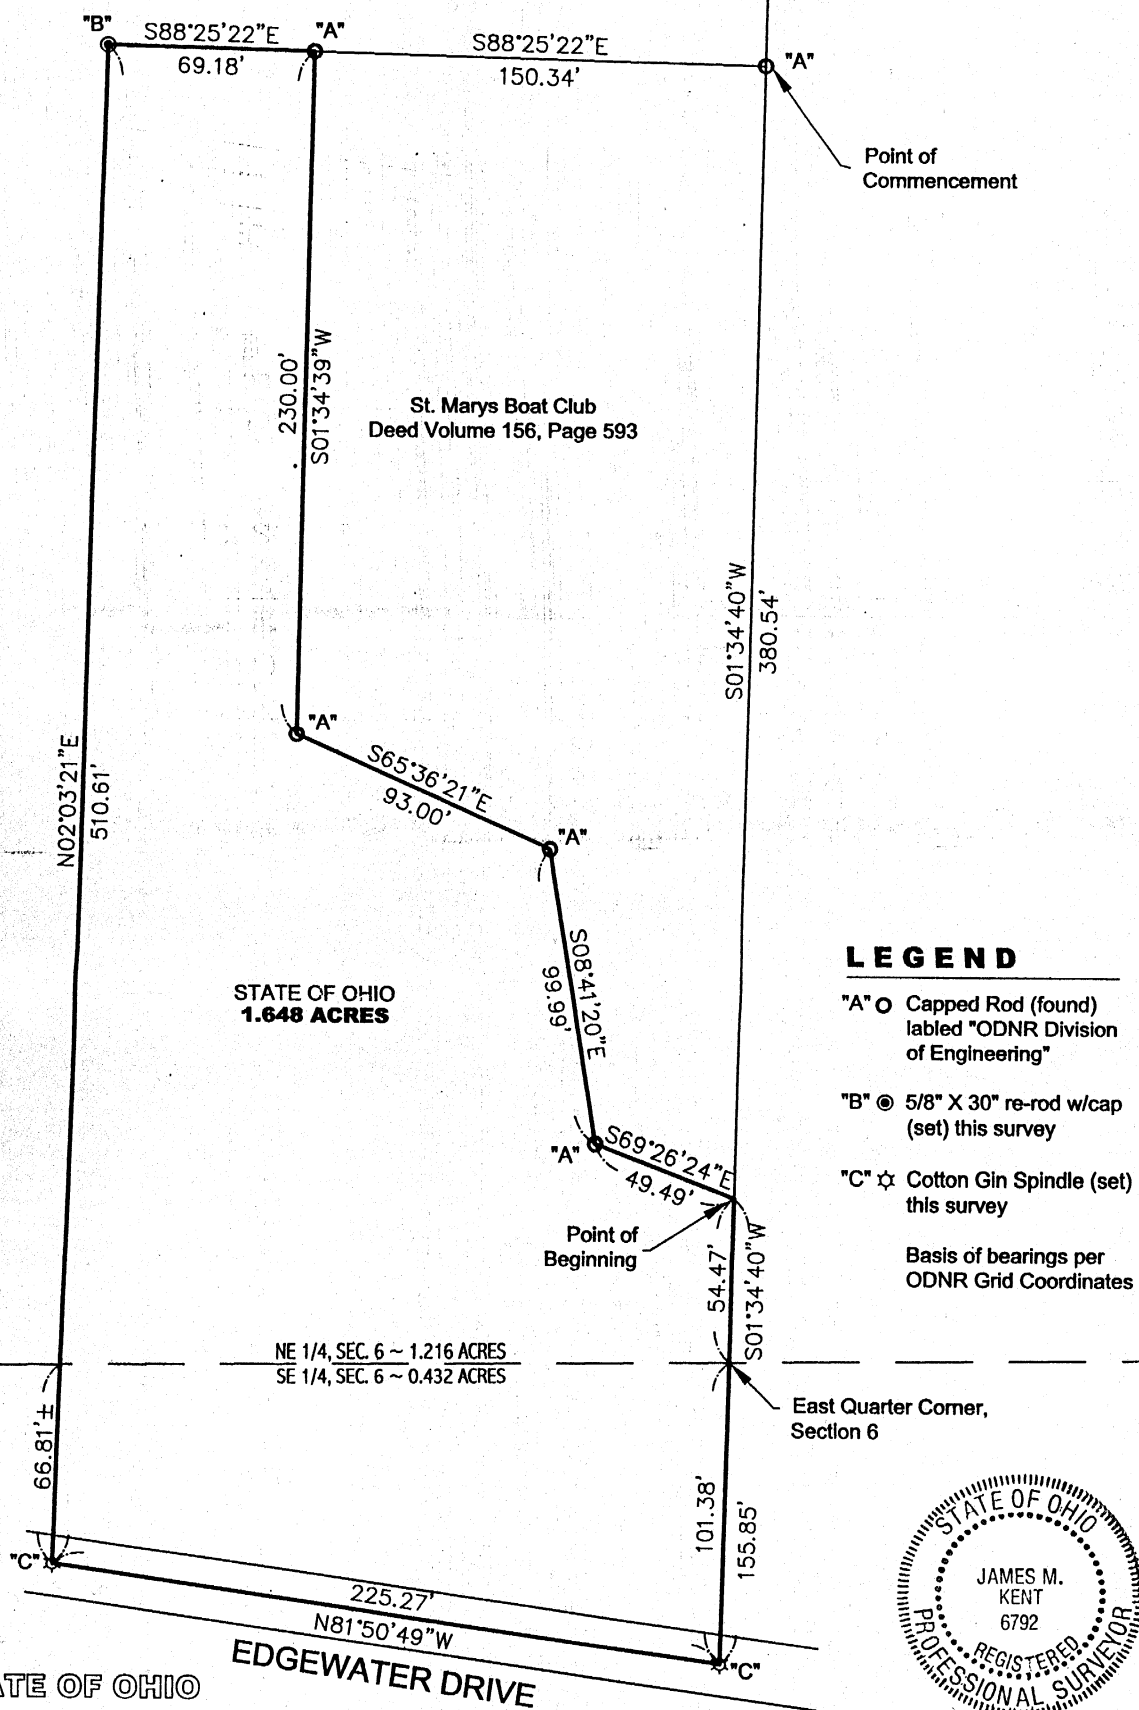 "B"
S88°25'22"E
69.18'
"A"
S88°25'22"E
150.34'
"A"
Point of
Commencement
230.00'
S01°34'39"W
St. Marys Boat Club
Deed Volume 156, Page 593
S01°34'40"W
380.54'
"A"
S65°36'21"E
93.00'
"A"
N02°03'21"E
510.61'
S08°41'20"E
99.99'
STATE OF OHIO
1.648 ACRES
"A"
S69°26'24"E
49.49'
Point of
Beginning
54.47'
S01°34'40"W
LEGEND
"A" Capped Rod (found)
labled "ODNR Division
of Engineering"
"B" 5/8" X 30" re-rod w/cap
(set) this survey
"C" Cotton Gin Spindle (set)
this survey
Basis of bearings per
ODNR Grid Coordinates
NE 1/4, SEC. 6 ~ 1.216 ACRES
SE 1/4, SEC. 6 ~ 0.432 ACRES
East Quarter Corner,
Section 6
66.81'±
101.38'
155.85'
"C"
225.27'
N81°50'49"W
"C"
EDGEWATER DRIVE
ATE OF OHIO
STATE OF OHIO
JAMES M.
KENT
6792
REGISTERED
PROFESSIONAL SURVEYOR